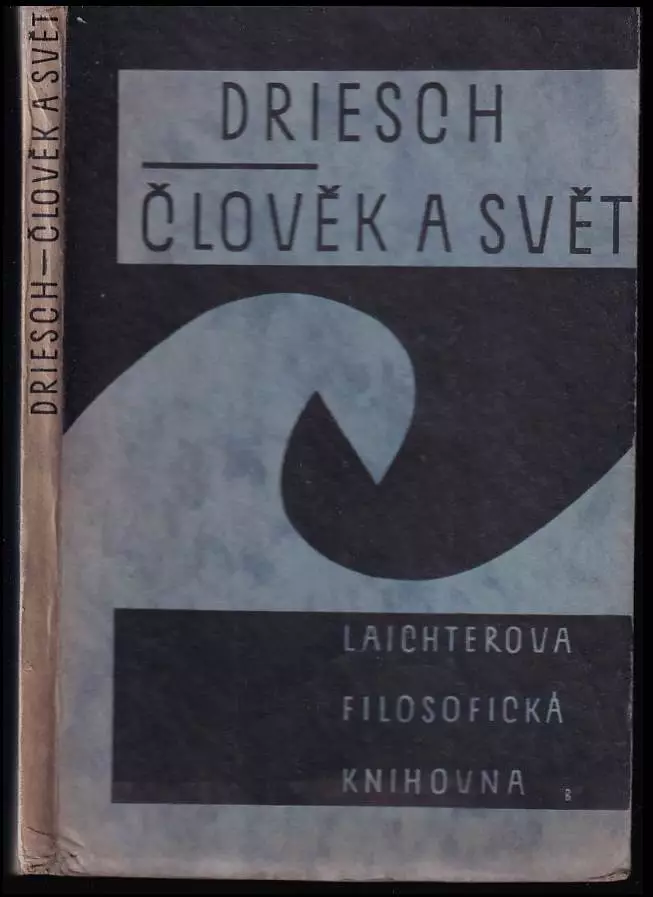 DRIESCH—ČLOVĚK A SVĚT
DRIESCH
ČLOVĚK A SVĚT
LAICHTEROVA
FILOSOFICKÁ
KNIHOVNA
B